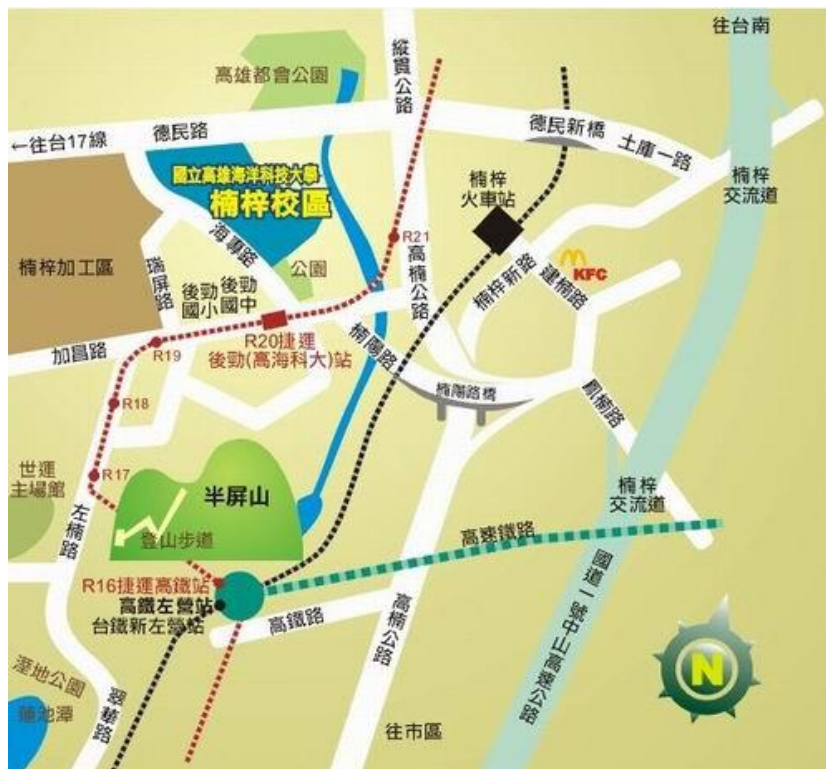 往台南
縱貫公路
高雄都會公園
德民路
德民新橋
土庫一路
←往台17線
國立高雄海洋科技大學
楠梓校區
楠梓
火車站
楠梓
交流道
海專路
R21
高楠公路
KFC
建楠路
楠梓新路
楠梓加工區
瑞屏路
後勁
國小
後勁
國中
公園
R20捷運
後勁(高海科大)站
楠陽路
加昌路
R19
楠陽路橋
鳳楠路
R18
R17
世運
主場館
半屏山
登山步道
左楠路
楠梓
交流道
高速鐵路
R16捷運高鐵站
高鐵左營站
台鐵新左營站
高鐵路
高楠公路
國道一號中山高速公路
N
溼地公園
蓮池潭
翠華路
往市區